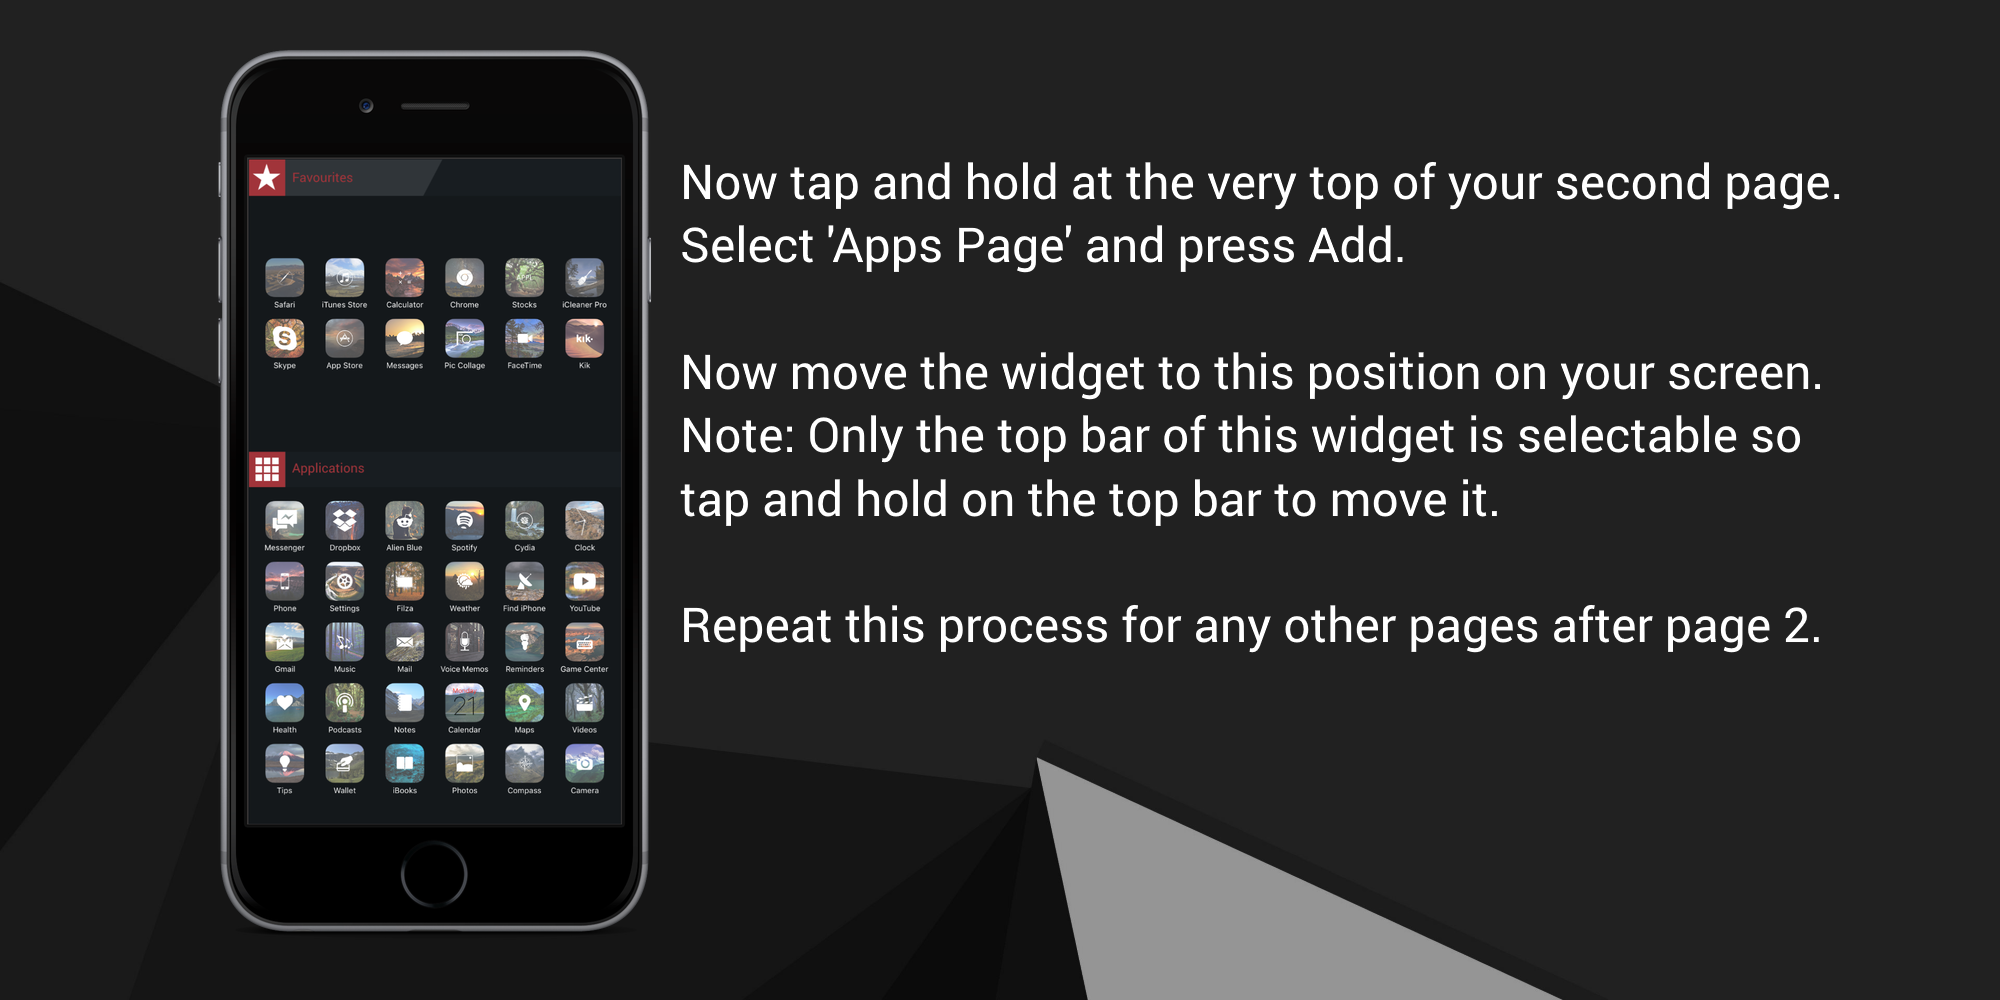 Favourites
Safari iTunes Store Calculator Chrome Stocks iCleaner Pro
Skype App Store Messages Pic Collage FaceTime Kik
Applications
Messenger Dropbox Alien Blue Spotify Cydia Clock
Phone Settings Filza Weather Find iPhone YouTube
Gmail Music Mail Voice Memos Reminders Game Center
Monday
21
Health Podcasts Notes Calendar Maps Videos
Tips Wallet iBooks Photos Compass Camera
Now tap and hold at the very top of your second page.
Select 'Apps Page' and press Add.
Now move the widget to this position on your screen.
Note: Only the top bar of this widget is selectable so
tap and hold on the top bar to move it.
Repeat this process for any other pages after page 2.